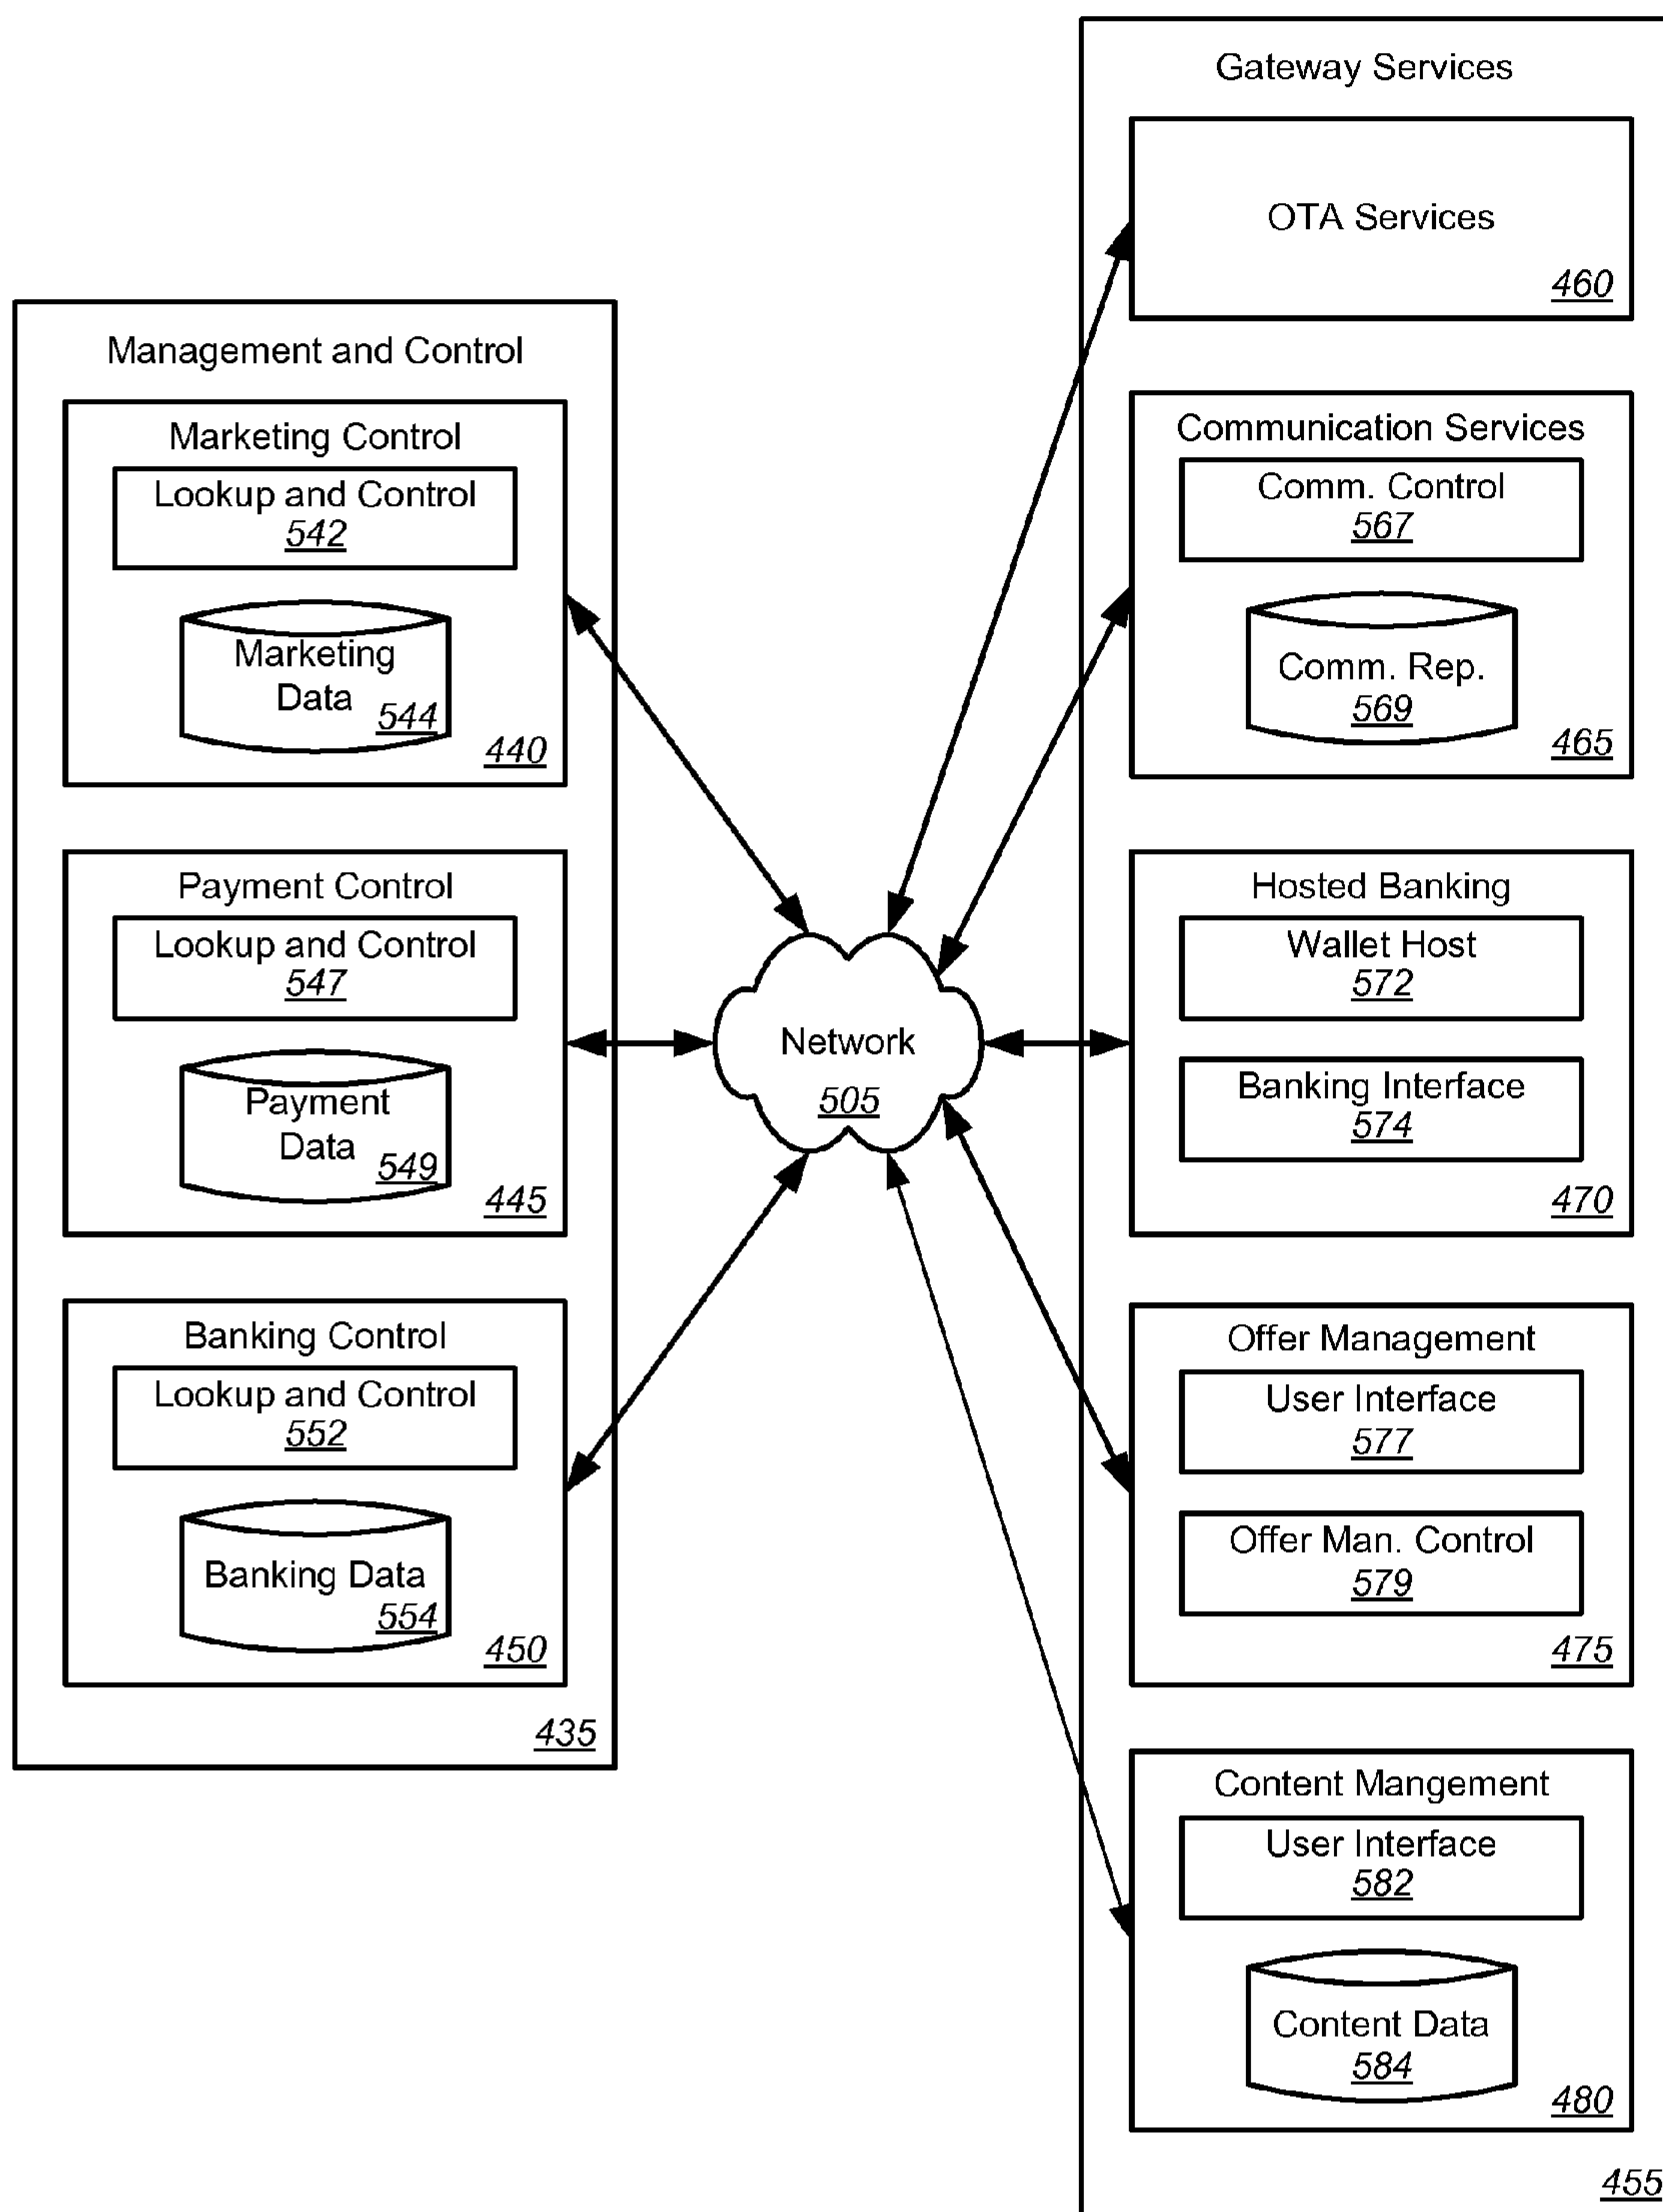 Management and Control
Marketing Control
Lookup and Control
542
Marketing
Data
544
440
Payment Control
Lookup and Control
547
Payment
Data
549
445
Banking Control
Lookup and Control
552
Banking Data
554
450
435
Network
505
Gateway Services
OTA Services
460
Communication Services
Comm. Control
567
Comm. Rep.
569
465
Hosted Banking
Wallet Host
572
Banking Interface
574
470
Offer Management
User Interface
577
Offer Man. Control
579
475
Content Mangement
User Interface
582
Content Data
584
480
455